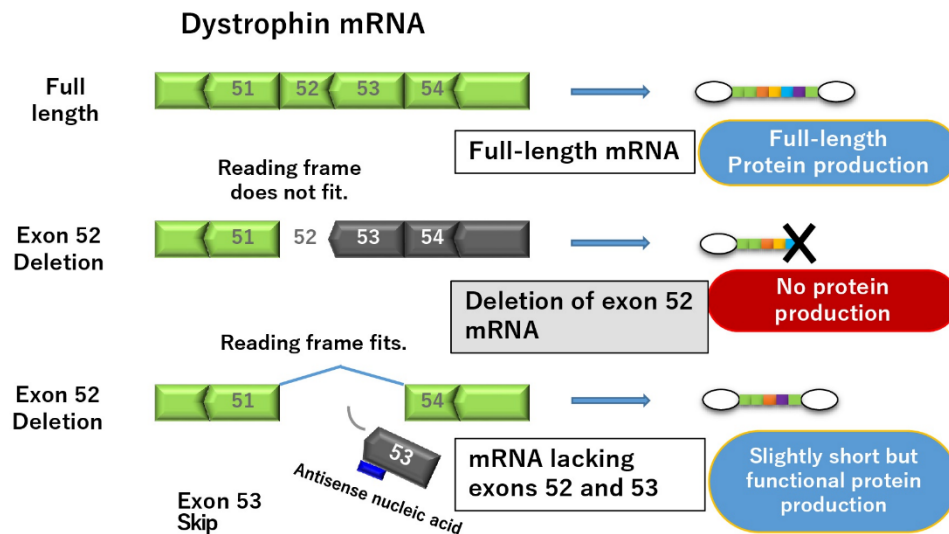 Dystrophin mRNA
Full
length
51 52 53 54
Full-length mRNA
Full-length
Protein production
Reading frame
does not fit.
Exon 52
Deletion
51 52 53 54
Deletion of exon 52
mRNA
No protein
production
Reading frame fits.
Exon 52
Deletion
51 54
53
Antisense nucleic acid
mRNA lacking
exons 52 and 53
Slightly short but
functional protein
production
Exon 53
Skip